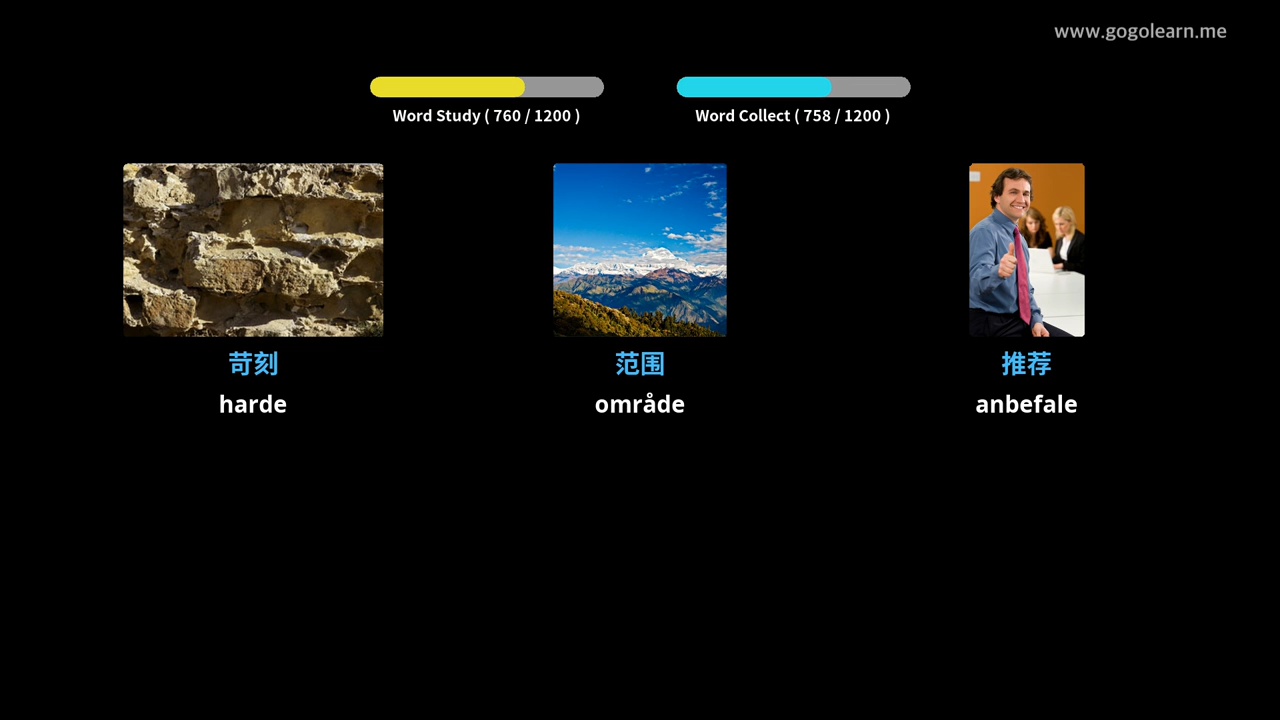 www.gogolearn.me
Word Study ( 760 / 1200 )
Word Collect ( 758 / 1200 )
苛刻
范围
推荐
harde
område
anbefale